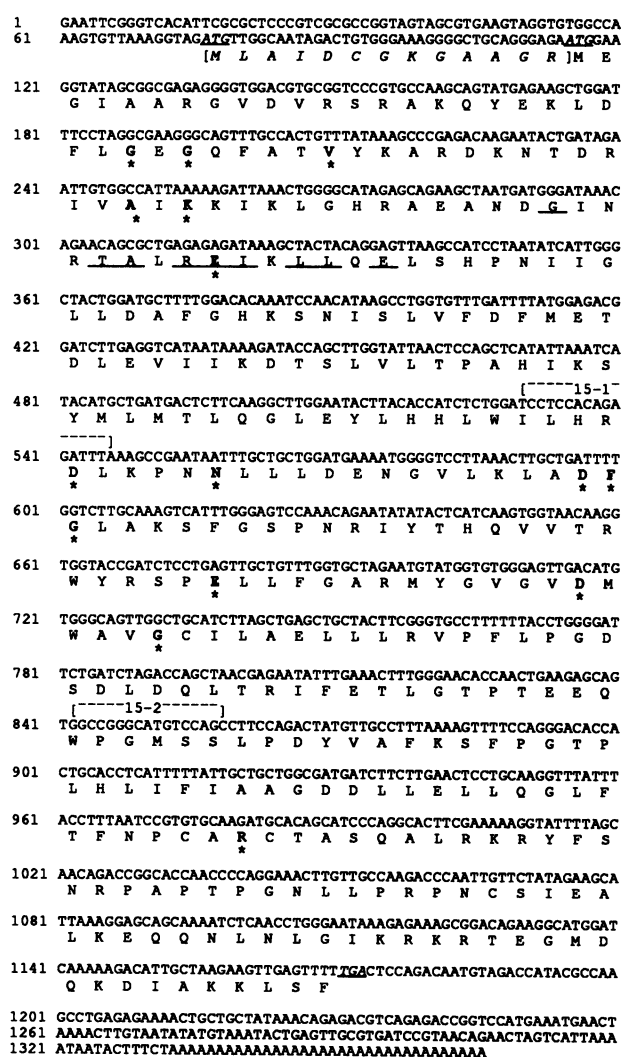 1 GAATTCGGGTCACATTCGCGCTCCCGTCGCGCCGGTAGTAGCGTGAAGTAGGTGTGGCCA
61 AAGTGTTAAAGGTAGATGTTGGCAATAGACTGTGGGAAAGGGGCTGCAGGGAGAATGGAA
[M L A I D C G K G A A G R]M E
121 GGTATAGCGGCGAGAGGGGTGGACGTGCGGTCCCGTGCCAAGCAGTATGAGAAGCTGGAT
G I A A R G V D V R S R A K Q Y E K L D
181 TTCCTAGGCGAAGGGCAGTTTGCCACTGTTTATAAAGCCCGAGACAAGAATACTGATAGA
F L G E G Q F A T V Y K A R D K N T D R
* * *
241 ATTGTGGCCATTAAAAAGATTAAACTGGGGCATAGAGCAGAAGCTAATGATGGGATAAAC
I V A I K K I K L G H R A E A N D G I N
* *
301 AGAACAGCGCTGAGAGAGATAAAGCTACTACAGGAGTTAAGCCATCCTAATATCATTGGG
R T A L R E I K L L Q E L S H P N I I G
*
361 CTACTGGATGCTTTTGGACACAAATCCAACATAAGCCTGGTGTTTGATTTTATGGAGACG
L L D A F G H K S N I S L V F D F M E T
421 GATCTTGAGGTCATAATAAAAGATACCAGCTTGGTATTAACTCCAGCTCATATTAAATCA
D L E V I I K D T S L V L T P A H I K S
[-----15-1-
481 TACATGCTGATGACTCTTCAAGGCTTGGAATACTTACACCATCTCTGGATCCTCCACAGA
Y M L M T L Q G L E Y L H H L W I L H R
-----]
541 GATTTAAAGCCGAATAATTTGCTGCTGGATGAAAATGGGGTCCTTAAACTTGCTGATTTT
D L K P N N L L L D E N G V L K L A D F
* * * *
601 GGTCTTGCAAAGTCATTTGGGAGTCCAAACAGAATATATACTCATCAAGTGGTAACAAGG
G L A K S F G S P N R I Y T H Q V V T R
*
661 TGGTACCGATCTCCTGAGTTGCTGTTTGGTGCTAGAATGTATGGTGTGGGAGTTGACATG
W Y R S P E L L F G A R M Y G V G V D M
* *
721 TGGGCAGTTGGCTGCATCTTAGCTGAGCTGCTACTTCGGGTGCCTTTTTTACCTGGGGAT
W A V G C I L A E L L L R V P F L P G D
*
781 TCTGATCTAGACCAGCTAACGAGAATATTTGAAACTTTGGGAACACCAACTGAAGAGCAG
S D L D Q L T R I F E T L G T P T E E Q
[-----15-2------]
841 TGGCCGGGCATGTCCAGCCTTCCAGACTATGTTGCCTTTAAAAGTTTTCCAGGGACACCA
W P G M S S L P D Y V A F K S F P G T P
901 CTGCACCTCATTTTTATTGCTGCTGGCGATGATCTTCTTGAACTCCTGCAAGGTTTATTT
L H L I F I A A G D D L L E L L Q G L F
961 ACCTTTAATCCGTGTGCAAGATGCACAGCATCCCAGGCACTTCGAAAAAGGTATTTTAGC
T F N P C A R C T A S Q A L R K R Y F S
*
1021 AACAGACCGGCACCAACCCCAGGAAACTTGTTGCCAAGACCCAATTGTTCTATAGAAGCA
N R P A P T P G N L L P R P N C S I E A
1081 TTAAAGGAGCAGCAAAATCTCAACCTGGGAATAAAGAGAAAGCGGACAGAAGGCATGGAT
L K E Q Q N L N L G I K R K R T E G M D
1141 CAAAAAGACATTGCTAAGAAGTTGAGTTTTTGACTCCAGACAATGTAGACCATACGCCAA
Q K D I A K K L S F
1201 GCCTGAGAGAAAACTGCTGCTATAAACAGAGACGTCAGAGACCGGTCCATGAAATGAACT
1261 AAAACTTGTAATATATGTAAATACTGAGTTGCGTGATCCGTAACAGAACTAGTCATTAAA
1321 ATAATACTTTCTAAAAAAAAAAAAAAAAAAAAAAAAAAAAAAAA